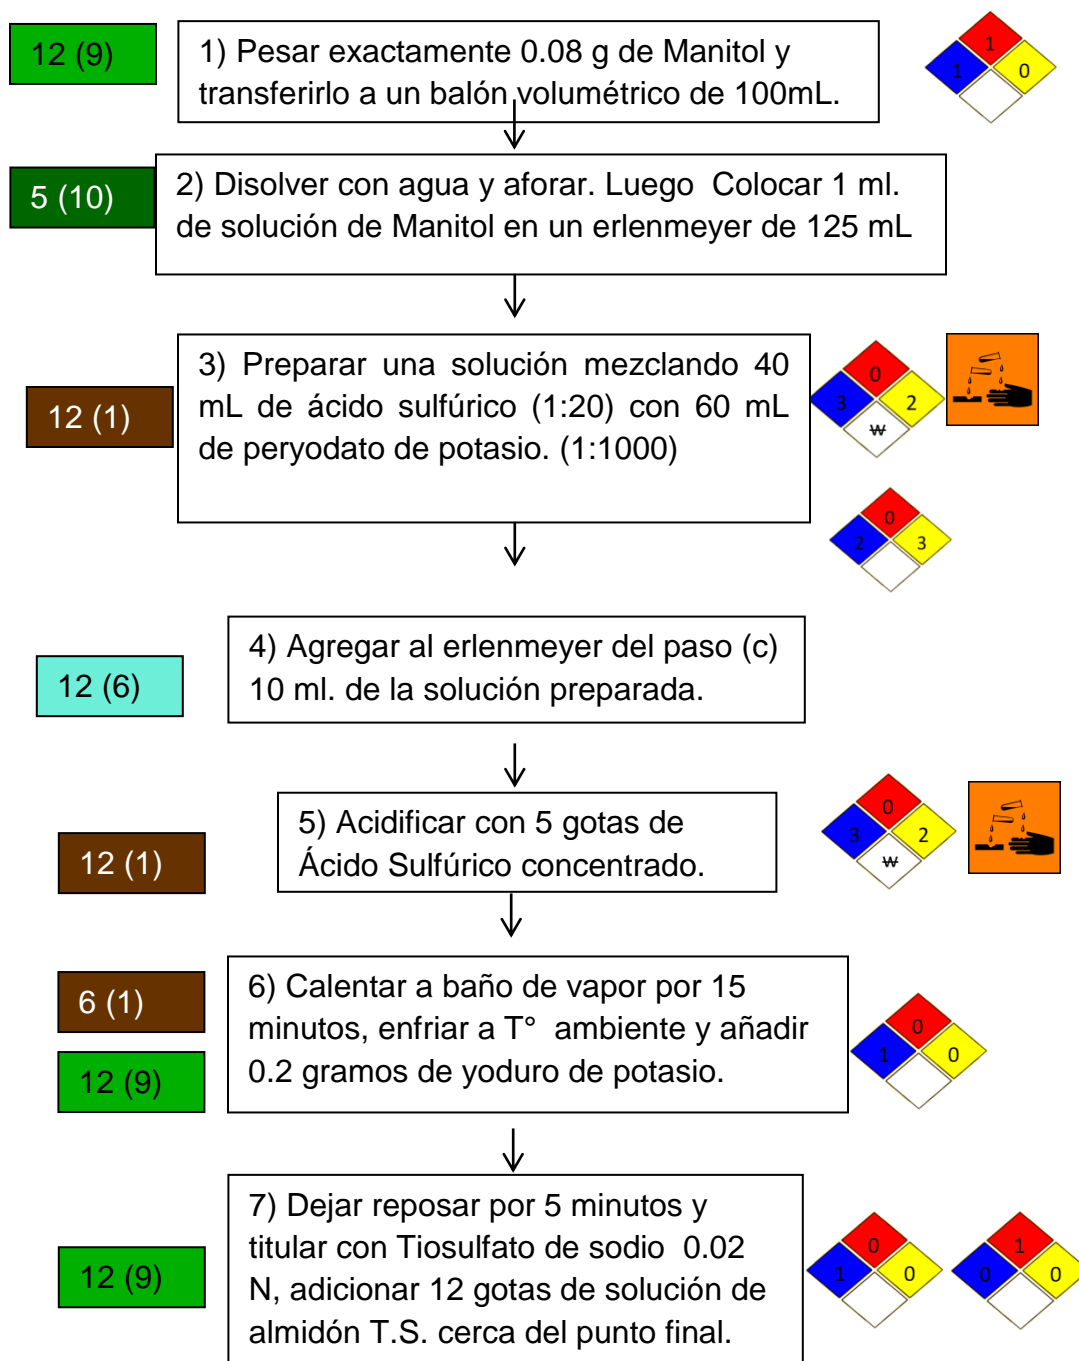 12 (9)
1) Pesar exactamente 0.08 g de Manitol y
transferirlo a un balón volumétrico de 100mL.
1
1
0
5 (10)
2) Disolver con agua y aforar. Luego Colocar 1 ml.
de solución de Manitol en un erlenmeyer de 125 mL
12 (1)
3) Preparar una solución mezclando 40
mL de ácido sulfúrico (1:20) con 60 mL
de peryodato de potasio. (1:1000)
0
3
2
W
0
2
3
12 (6)
4) Agregar al erlenmeyer del paso (c)
10 ml. de la solución preparada.
12 (1)
5) Acidificar con 5 gotas de
Ácido Sulfúrico concentrado.
0
3
2
W
6 (1)
12 (9)
6) Calentar a baño de vapor por 15
minutos, enfriar a T° ambiente y añadir
0.2 gramos de yoduro de potasio.
0
1
0
12 (9)
7) Dejar reposar por 5 minutos y
titular con Tiosulfato de sodio 0.02
N, adicionar 12 gotas de solución de
almidón T.S. cerca del punto final.
0
1
0
1
0
0